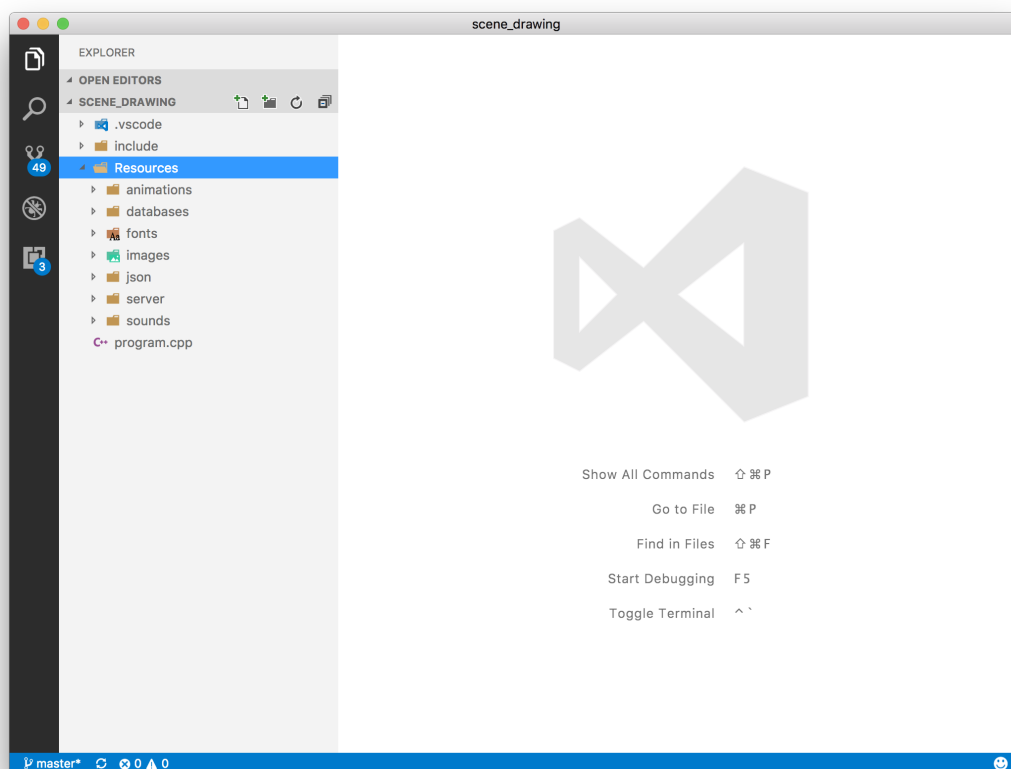 scene_drawing
EXPLORER
OPEN EDITORS
SCENE_DRAWING
.vscode
include
49
Resources
animations
databases
Aa fonts
images
3
json
server
sounds
C++ program.cpp
Show All Commands ⇧⌘P
Go to File ⌘P
Find in Files ⇧⌘F
Start Debugging F5
Toggle Terminal ^`
master* 0 0